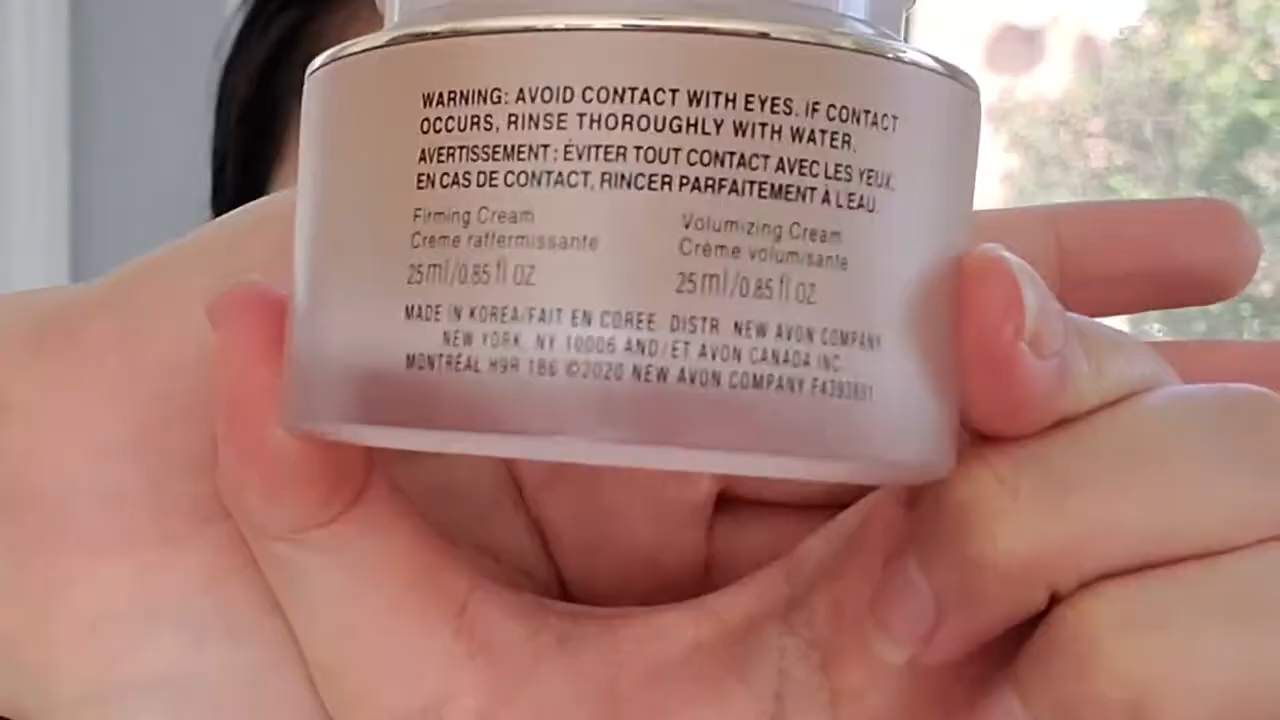 WARNING: AVOID CONTACT WITH EYES. IF CONTACT
OCCURS, RINSE THOROUGHLY WITH WATER.
AVERTISSEMENT : ÉVITER TOUT CONTACT AVEC LES YEUX.
EN CAS DE CONTACT, RINCER PARFAITEMENT À L'EAU.
Firming Cream
Crème raffermissante
25ml/0.85 fl oz
Volumizing Cream
Crème volumisante
25ml/0.85 fl oz
MADE IN KOREA/FAIT EN CORÉE. DISTR. NEW AVON COMPANY,
NEW YORK, NY 10006 AND/ET AVON CANADA INC.
MONTRÉAL H9R 1B6 ©2020 NEW AVON COMPANY